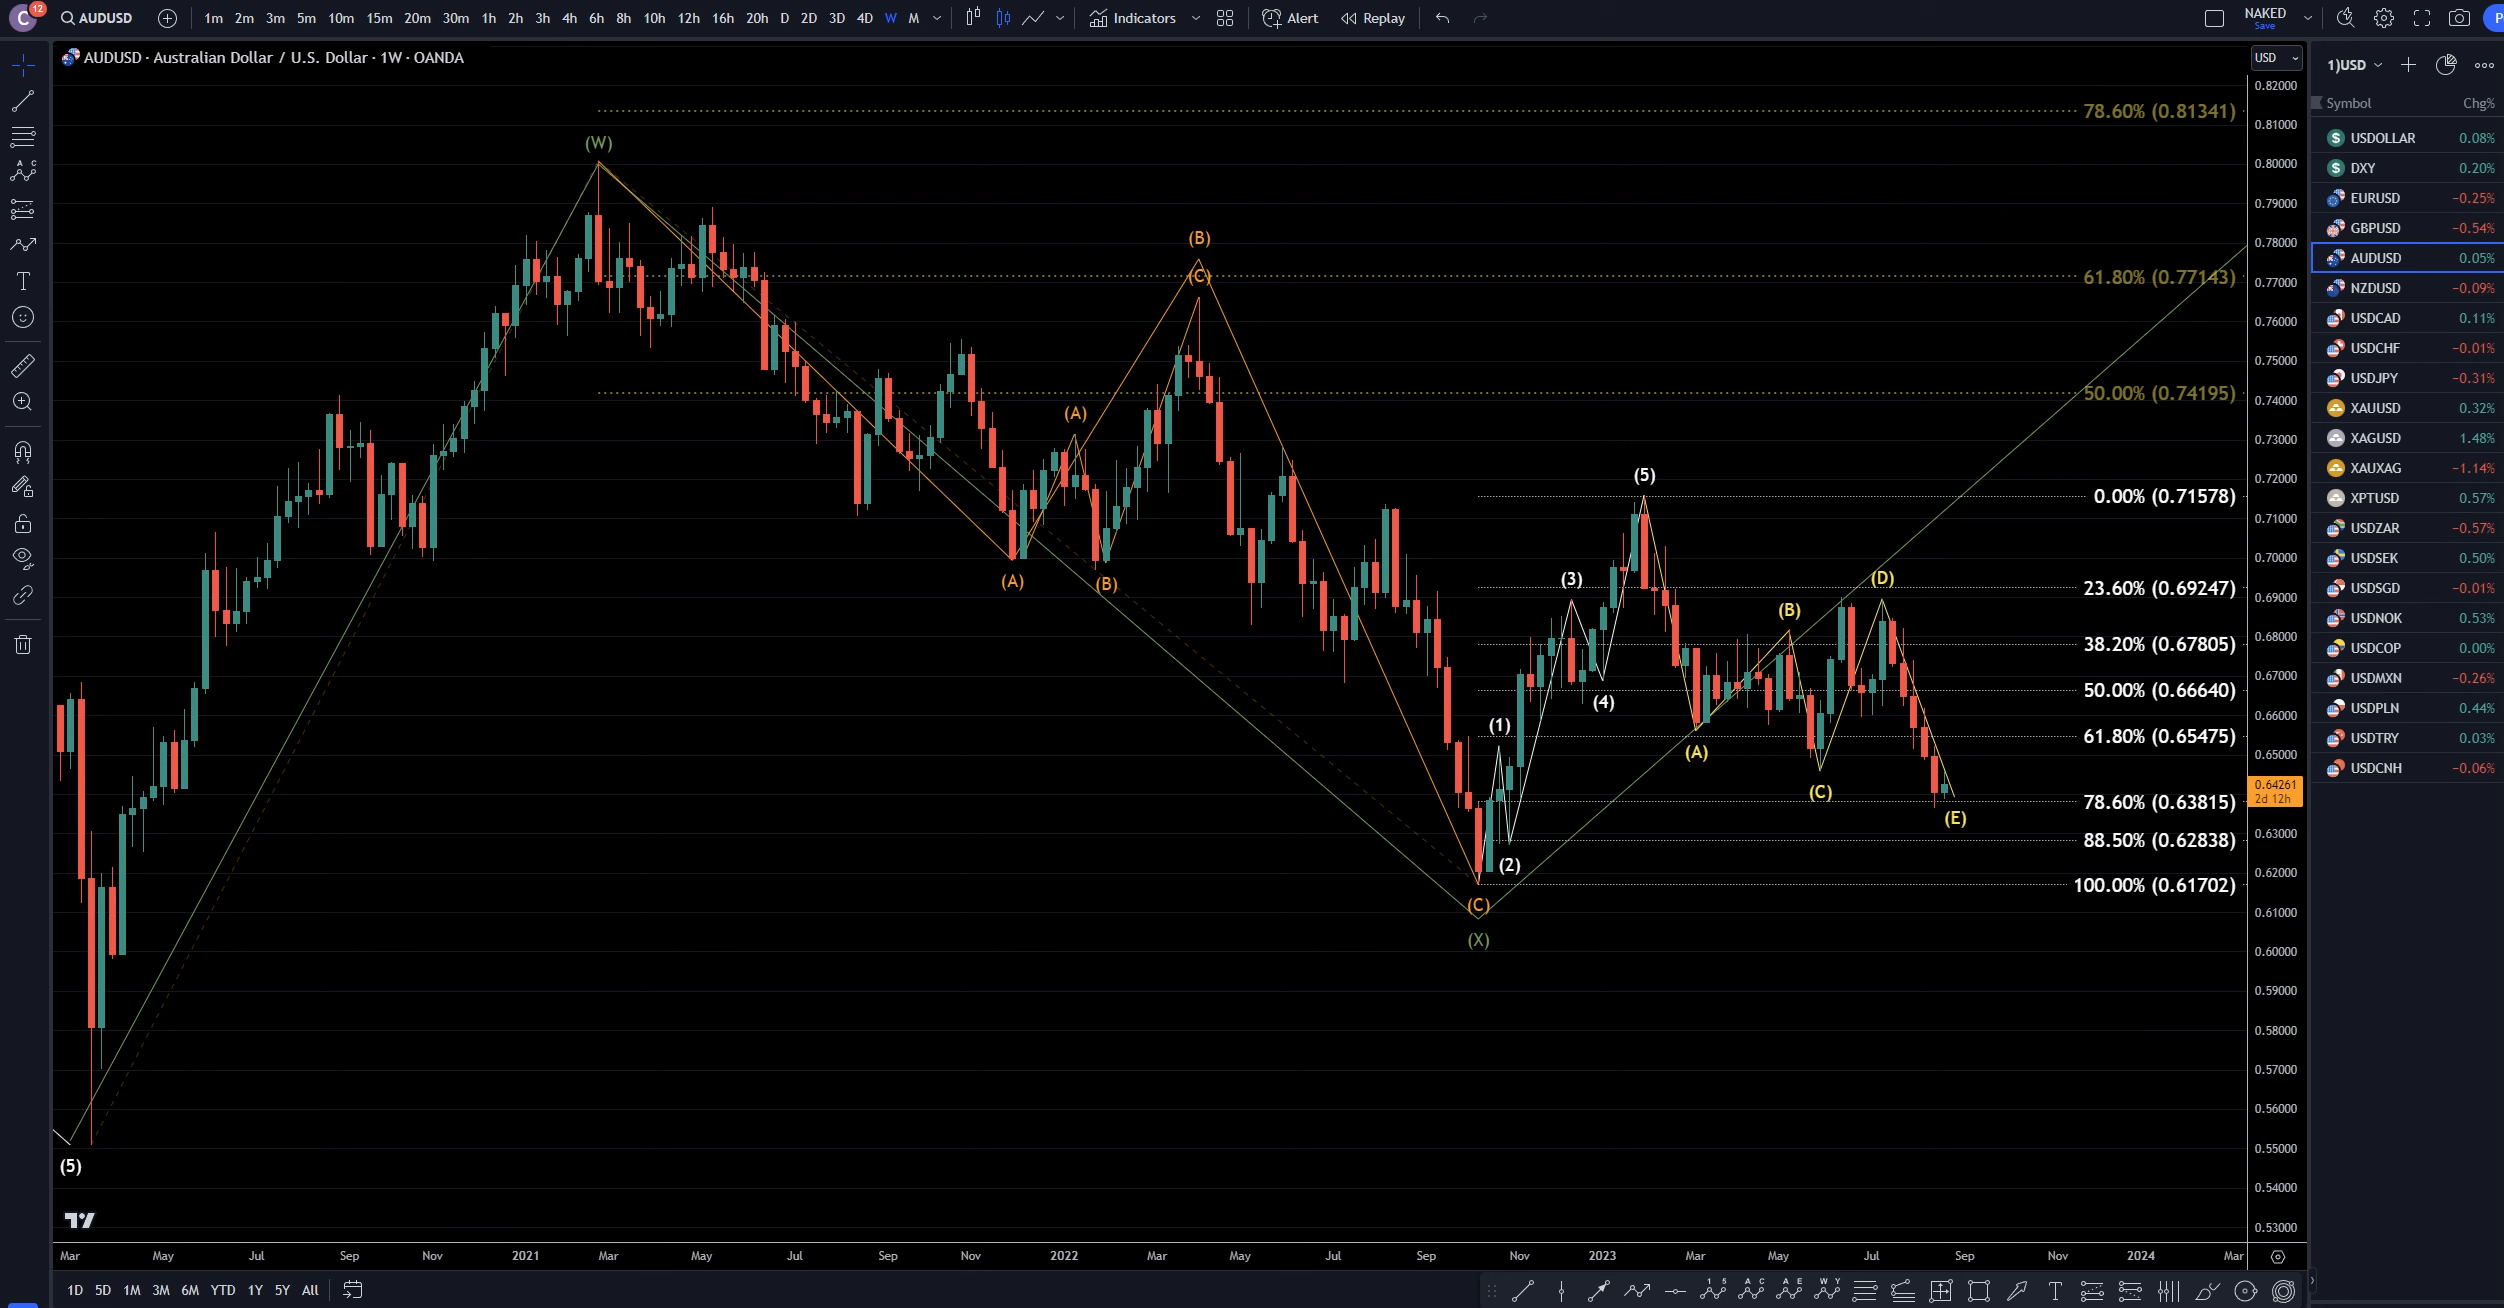 C 12 AUDUSD 1m 2m 3m 5m 10m 15m 20m 30m 1h 2h 3h 4h 6h 8h 10h 12h 16h 20h D 2D 3D 4D W M Indicators Alert Replay NAKED P
Save
AUDUSD · Australian Dollar / U.S. Dollar · 1W · OANDA
USD
1)USD
Symbol Chg%
USDOLLAR 0.08%
DXY 0.20%
EURUSD −0.25%
GBPUSD −0.54%
AUDUSD 0.05%
NZDUSD −0.09%
USDCAD 0.11%
USDCHF −0.01%
USDJPY −0.31%
XAUUSD 0.32%
XAGUSD 1.48%
XAUXAG −1.14%
XPTUSD 0.57%
USDZAR −0.57%
USDSEK 0.50%
USDSGD −0.01%
USDNOK 0.53%
USDCOP 0.00%
USDMXN −0.26%
USDPLN 0.44%
USDTRY 0.03%
USDCNH −0.06%
0.82000
0.81000
0.80000
0.79000
0.78000
0.77000
0.76000
0.75000
0.74000
0.73000
0.72000
0.71000
0.70000
0.69000
0.68000
0.67000
0.66000
0.65000
0.64261
2d 12h
0.63000
0.62000
0.61000
0.60000
0.59000
0.58000
0.57000
0.56000
0.55000
0.54000
0.53000
78.60% (0.81341)
61.80% (0.77143)
50.00% (0.74195)
0.00% (0.71578)
23.60% (0.69247)
38.20% (0.67805)
50.00% (0.66640)
61.80% (0.65475)
78.60% (0.63815)
88.50% (0.62838)
100.00% (0.61702)
(W)
(B)
(C)
(A)
(A)
(B)
(5)
(3)
(4)
(1)
(2)
(C)
(X)
(D)
(B)
(A)
(C)
(E)
(5)
Mar May Jul Sep Nov 2021 Mar May Jul Sep Nov 2022 Mar May Jul Sep Nov 2023 Mar May Jul Sep Nov 2024 Mar
1D 5D 1M 3M 6M YTD 1Y 5Y All